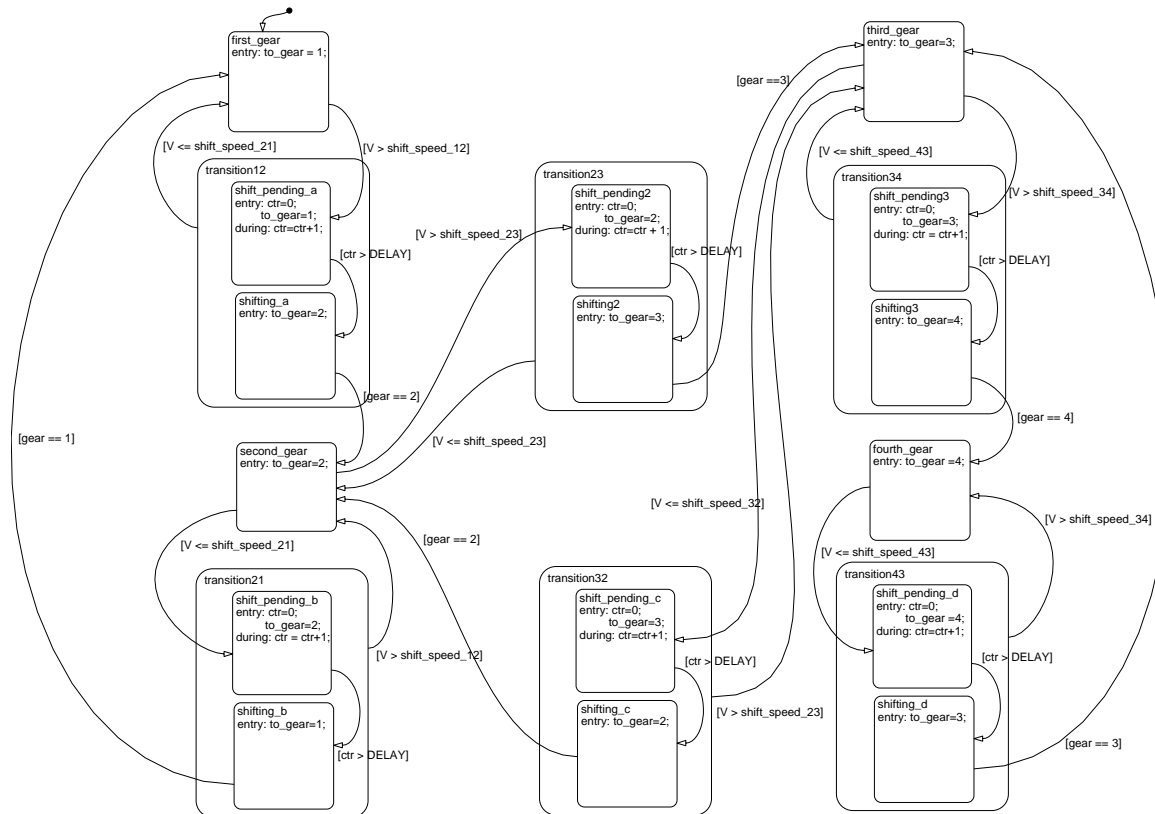 first_gear
entry: to_gear = 1;
third_gear
entry: to_gear=3;
[gear ==3]
[V <= shift_speed_21]
[V > shift_speed_12]
[V <= shift_speed_43]
transition12
shift_pending_a
entry: ctr=0;
to_gear=1;
during: ctr=ctr+1;
[ctr > DELAY]
shifting_a
entry: to_gear=2;
[gear == 2]
transition23
shift_pending2
entry: ctr=0;
to_gear=2;
during: ctr=ctr + 1;
[V > shift_speed_23]
[ctr > DELAY]
shifting2
entry: to_gear=3;
transition34
shift_pending3
entry: ctr=0;
to_gear=3;
during: ctr = ctr+1;
[V > shift_speed_34]
[ctr > DELAY]
shifting3
entry: to_gear=4;
[gear == 4]
[gear == 1]
second_gear
entry: to_gear=2;
[V <= shift_speed_23]
fourth_gear
entry: to_gear =4;
[V <= shift_speed_32]
[V > shift_speed_34]
[V <= shift_speed_21]
[gear == 2]
[V <= shift_speed_43]
transition21
shift_pending_b
entry: ctr=0;
to_gear=2;
during: ctr = ctr+1;
[V > shift_speed_12]
shifting_b
entry: to_gear=1;
[ctr > DELAY]
transition32
shift_pending_c
entry: ctr=0;
to_gear=3;
during: ctr=ctr+1;
[ctr > DELAY]
shifting_c
entry: to_gear=2;
[V > shift_speed_23]
transition43
shift_pending_d
entry: ctr=0;
to_gear =4;
during: ctr=ctr+1;
[ctr > DELAY]
shifting_d
entry: to_gear=3;
[gear == 3]